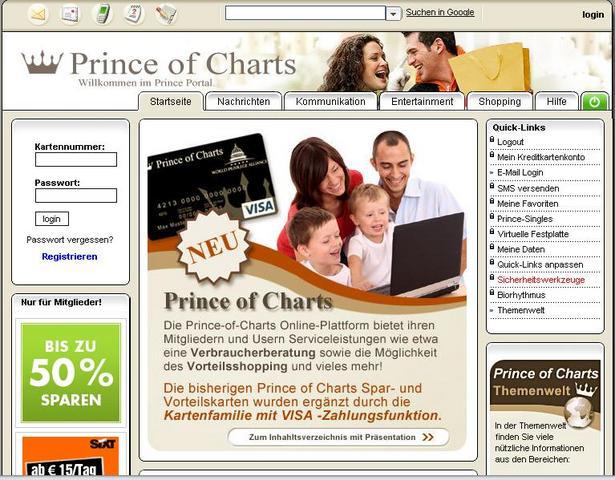 Suchen in Google
login
Prince of Charts
Willkommen im Prince Portal.
Startseite
Nachrichten
Kommunikation
Entertainment
Shopping
Hilfe
Kartennummer:
Passwort:
login
Passwort vergessen?
Registrieren
Nur für Mitglieder!
BIS ZU
50%
SPAREN
SIXT
ab € 15/Tag
Prince of Charts
WORLD PRIVILEGE ALLIANCE
4213 0000 0000 0000
VISA
NEU
Prince of Charts
Die Prince-of-Charts Online-Plattform bietet ihren
Mitgliedern und Usern Serviceleistungen wie etwa
eine Verbraucherberatung sowie die Möglichkeit
des Vorteilsshopping und vieles mehr!
Die bisherigen Prince of Charts Spar- und
Vorteilskarten wurden ergänzt durch die
Kartenfamilie mit VISA -Zahlungsfunktion.
Zum Inhahltsverzeichnis mit Präsentation
Quick-Links
Logout
Mein Kreditkartenkonto
E-Mail Login
SMS versenden
Meine Favoriten
Prince-Singles
Virtuelle Festplatte
Meine Daten
Quick-Links anpassen
Sicherheitswerkzeuge
Biorhythmus
Themenwelt
Prince of Charts
Themenwelt
In der Themenwelt
finden Sie viele
nützliche Informationen
aus den Bereichen: